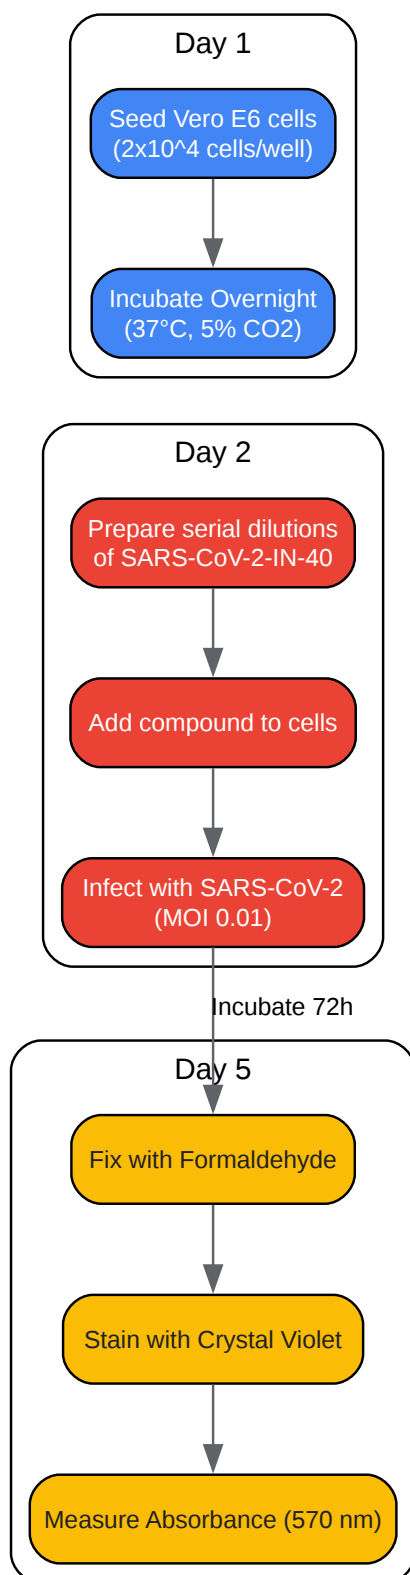 Day 1
Seed Vero E6 cells
(2x10^4 cells/well)
Incubate Overnight
(37°C, 5% CO2)
Day 2
Prepare serial dilutions
of SARS-CoV-2-IN-40
Add compound to cells
Infect with SARS-CoV-2
(MOI 0.01)
Incubate 72h
Day 5
Fix with Formaldehyde
Stain with Crystal Violet
Measure Absorbance (570 nm)